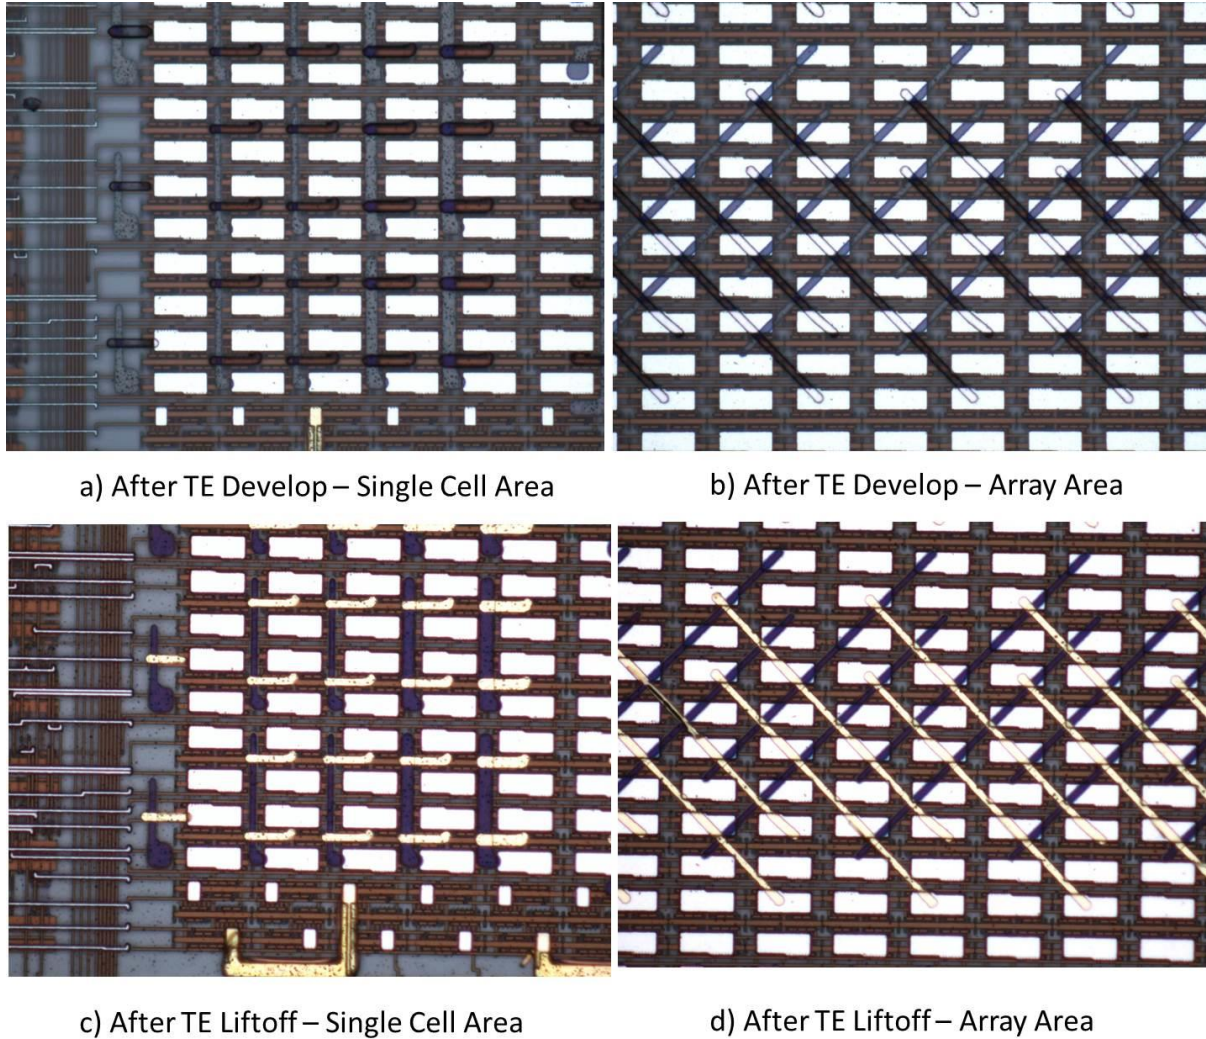 a) After TE Develop – Single Cell Area
b) After TE Develop – Array Area
c) After TE Liftoff – Single Cell Area
d) After TE Liftoff – Array Area